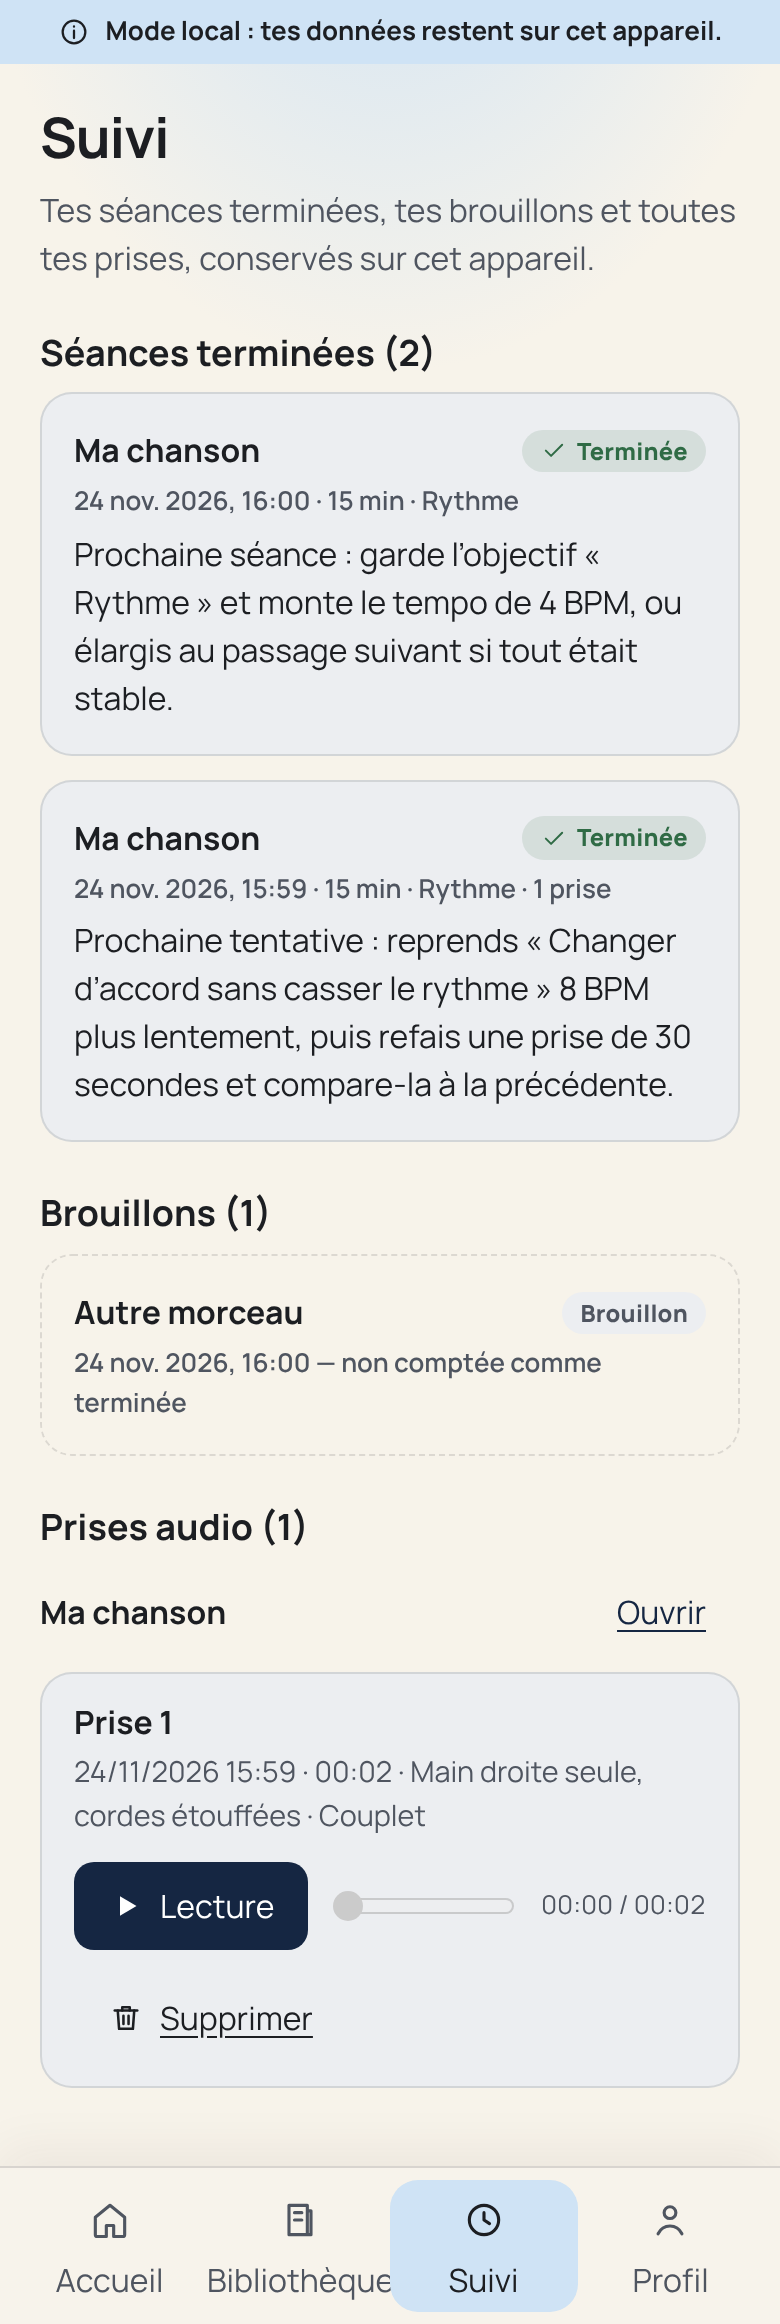 Mode local : tes données restent sur cet appareil.
Suivi
Tes séances terminées, tes brouillons et toutes
tes prises, conservés sur cet appareil.
Séances terminées (2)
Ma chanson
Terminée
24 nov. 2026, 16:00 · 15 min · Rythme
Prochaine séance : garde l’objectif «
Rythme » et monte le tempo de 4 BPM, ou
élargis au passage suivant si tout était
stable.
Ma chanson
Terminée
24 nov. 2026, 15:59 · 15 min · Rythme · 1 prise
Prochaine tentative : reprends « Changer
d’accord sans casser le rythme » 8 BPM
plus lentement, puis refais une prise de 30
secondes et compare-la à la précédente.
Brouillons (1)
Autre morceau
Brouillon
24 nov. 2026, 16:00 — non comptée comme
terminée
Prises audio (1)
Ma chanson
Ouvrir
Prise 1
24/11/2026 15:59 · 00:02 · Main droite seule,
cordes étouffées · Couplet
Lecture
00:00 / 00:02
Supprimer
Accueil
Bibliothèque
Suivi
Profil